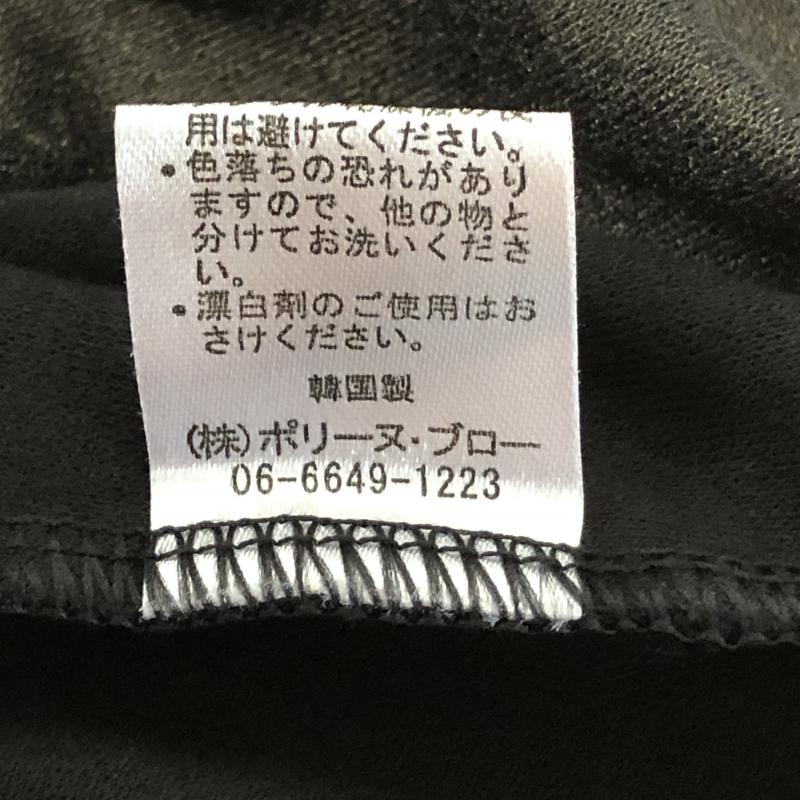 用は避けてください。
・色落ちの恐れがあり
ますので、他の物と
分けてお洗いくださ
い。
・漂白剤のご使用はお
さけください。
韓国製
(株)ポリーヌ・ブロー
06-6649-1223